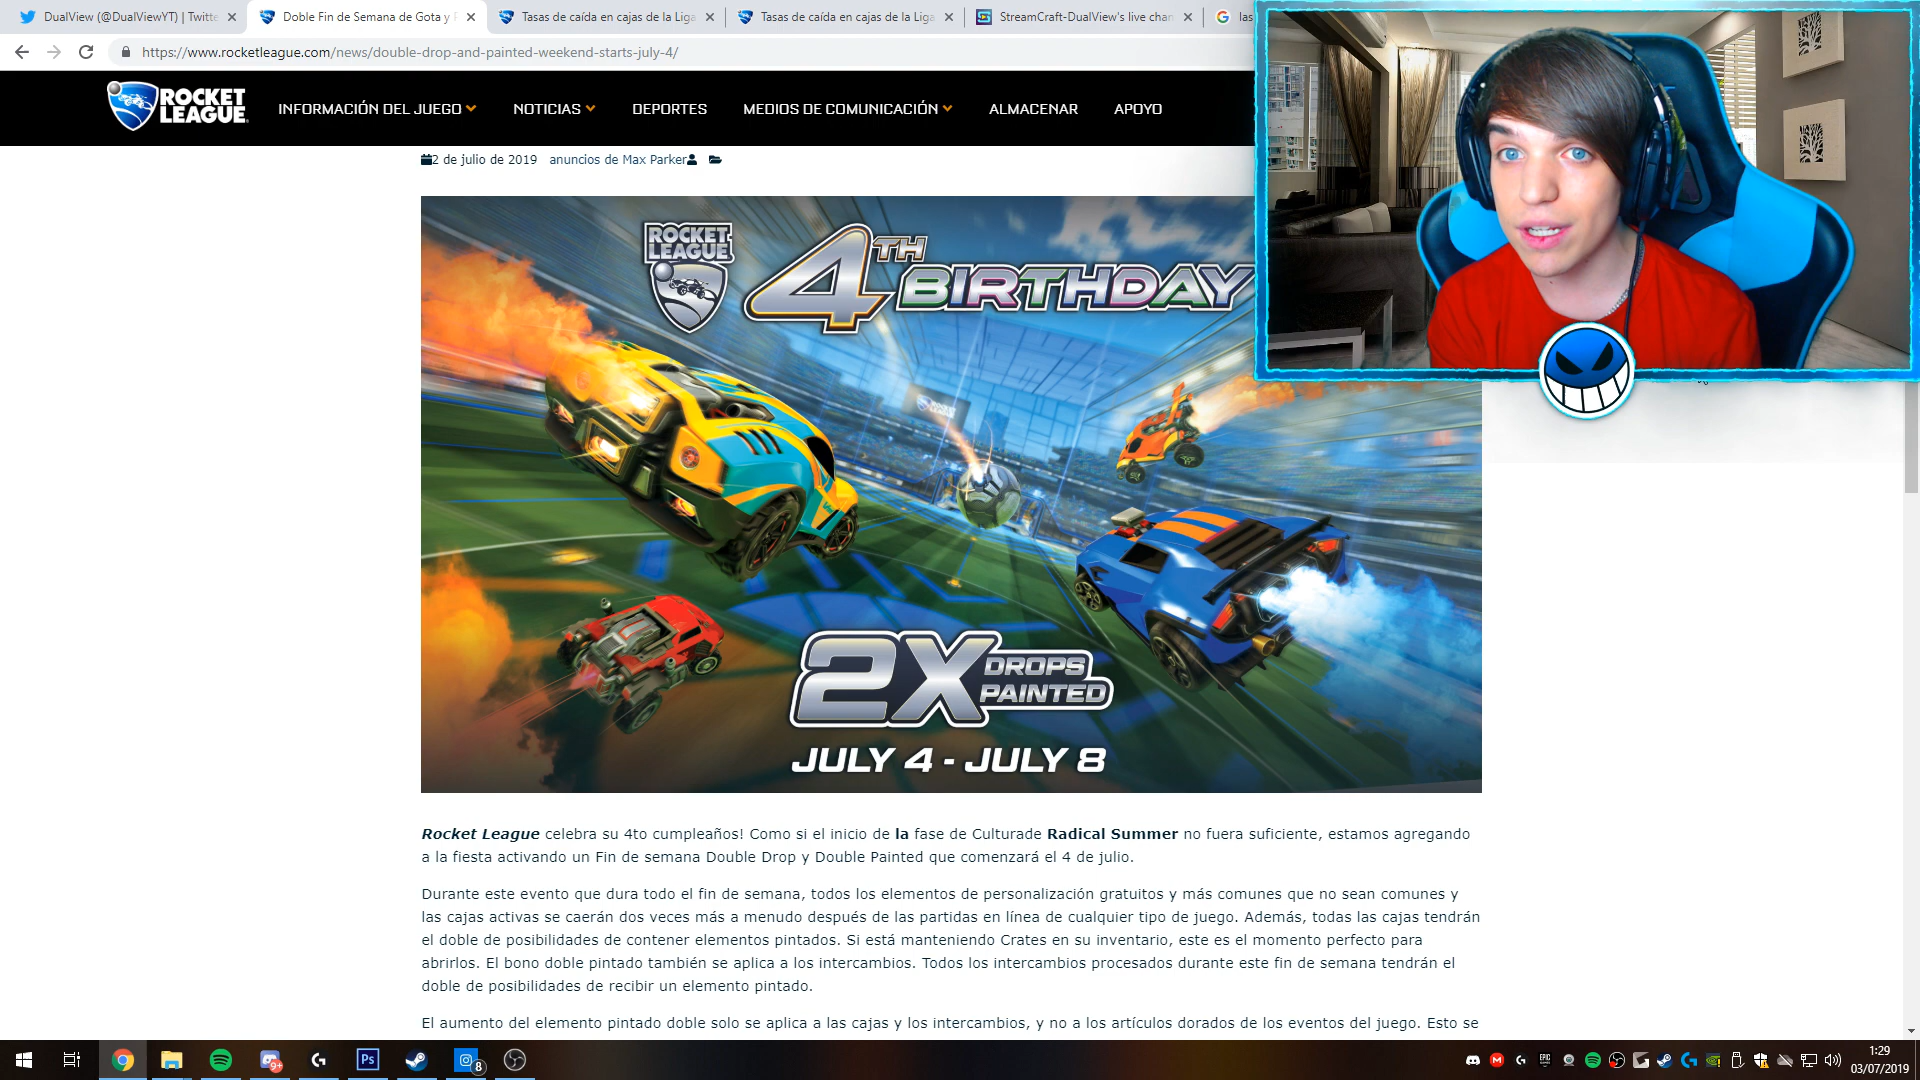 DualView (@DualViewYT) | Twitte
Doble Fin de Semana de Gota y P
Tasas de caída en cajas de la Liga
Tasas de caída en cajas de la Liga
StreamCraft-DualView's live chan
las
https://www.rocketleague.com/news/double-drop-and-painted-weekend-starts-july-4/
ROCKET LEAGUE
INFORMACIÓN DEL JUEGO
NOTICIAS
DEPORTES
MEDIOS DE COMUNICACIÓN
ALMACENAR
APOYO
2 de julio de 2019 anuncios de Max Parker
ROCKET LEAGUE
4TH BIRTHDAY
2X DROPS PAINTED
JULY 4 - JULY 8
Rocket League celebra su 4to cumpleaños! Como si el inicio de la fase de Culturade Radical Summer no fuera suficiente, estamos agregando
a la fiesta activando un Fin de semana Double Drop y Double Painted que comenzará el 4 de julio.
Durante este evento que dura todo el fin de semana, todos los elementos de personalización gratuitos y más comunes que no sean comunes y
las cajas activas se caerán dos veces más a menudo después de las partidas en línea de cualquier tipo de juego. Además, todas las cajas tendrán
el doble de posibilidades de contener elementos pintados. Si está manteniendo Crates en su inventario, este es el momento perfecto para
abrirlos. El bono doble pintado también se aplica a los intercambios. Todos los intercambios procesados durante este fin de semana tendrán el
doble de posibilidades de recibir un elemento pintado.
El aumento del elemento pintado doble solo se aplica a las cajas y los intercambios, y no a los artículos dorados de los eventos del juego. Esto se
9+
Ps
8
1:29
03/07/2019